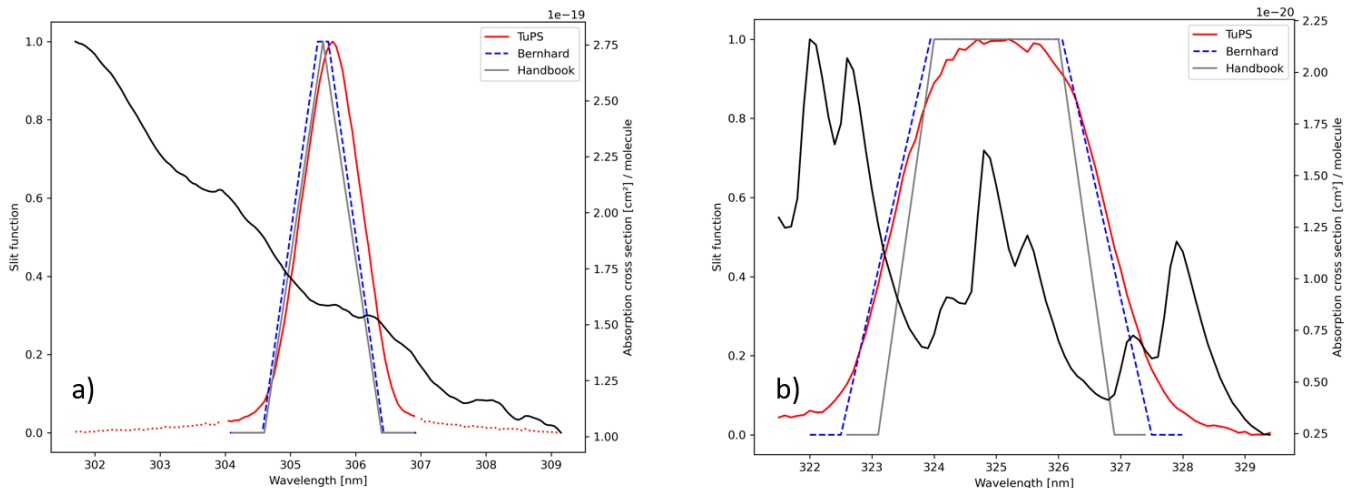 1e−19
TuPS
Bernhard
Handbook
1.0
0.8
0.6
0.4
0.2
0.0
Slit function
2.75
2.50
2.25
2.00
1.75
1.50
1.25
1.00
Absorption cross section [cm²] / molecule
a)
302
303
304
305
306
307
308
309
Wavelength [nm]
1e−20
TuPS
Bernhard
Handbook
1.0
0.8
0.6
0.4
0.2
0.0
Slit function
2.25
2.00
1.75
1.50
1.25
1.00
0.75
0.50
0.25
Absorption cross section [cm²] / molecule
b)
322
323
324
325
326
327
328
329
Wavelength [nm]